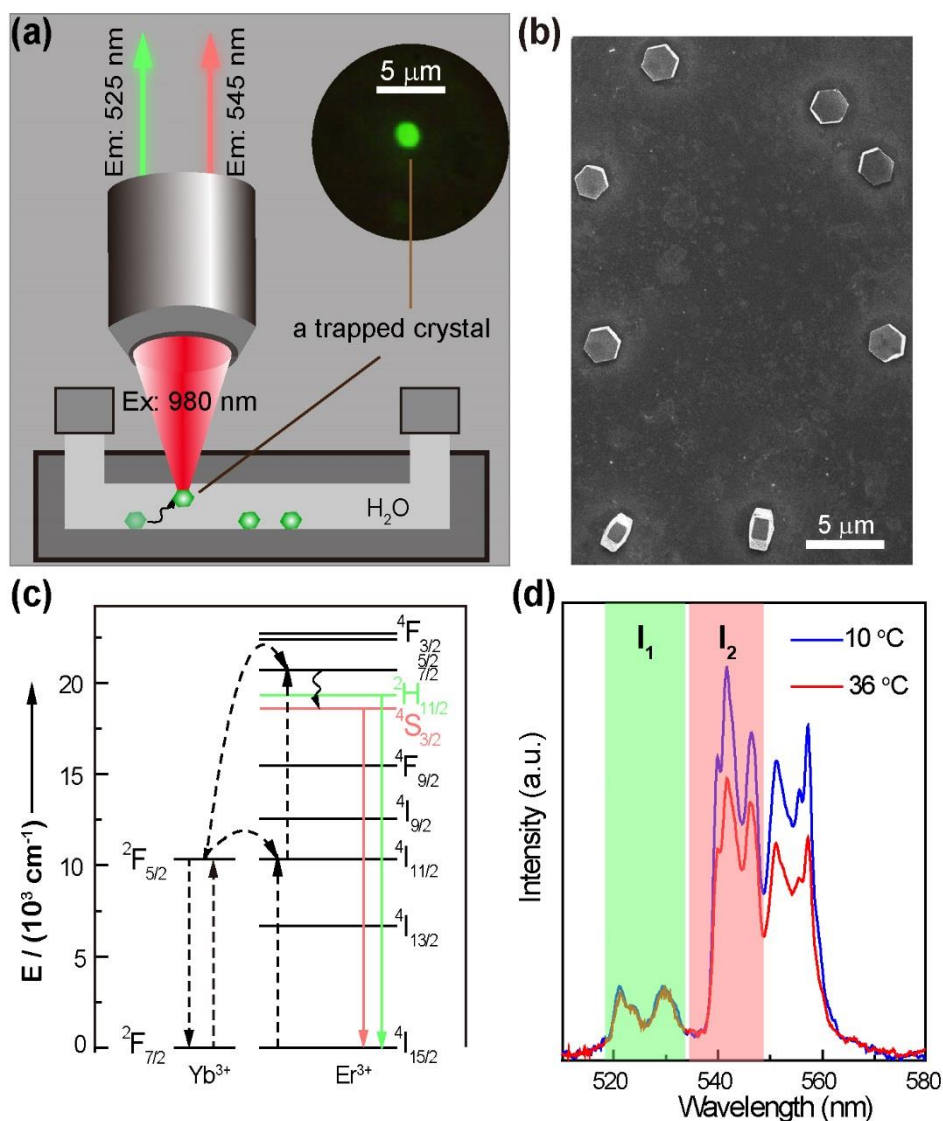 (a)
Em: 525 nm
Em: 545 nm
5 μm
a trapped crystal
Ex: 980 nm
H₂O
(b)
5 μm
(c)
E / (10³ cm⁻¹)
20
15
10
5
0
²F₅/₂
²F₇/₂
Yb³⁺
⁴F₃/₂
₅/₂
₇/₂
²H₁₁/₂
⁴S₃/₂
⁴F₉/₂
⁴I₉/₂
⁴I₁₁/₂
⁴I₁₃/₂
⁴I₁₅/₂
Er³⁺
(d)
I₁
I₂
10 °C
36 °C
Intensity (a.u.)
520 540 560 580
Wavelength (nm)